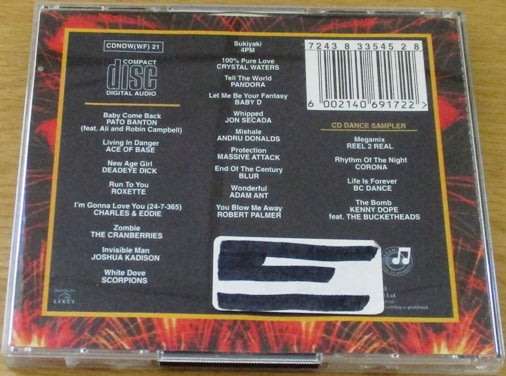 CDNOW(WF) 21
COMPACT
disc
DIGITAL AUDIO
Baby Come Back
PATO BANTON
(feat. Ali and Robin Campbell)
Living in Danger
ACE OF BASE
New Age Girl
DEADEYE DICK
Run To You
ROXETTE
I'm Gonna Love You (24-7-365)
CHARLES & EDDIE
Zombie
THE CRANBERRIES
Invisible Man
JOSHUA KADISON
White Dove
SCORPIONS
Sukiyaki
4PM
100% Pure Love
CRYSTAL WATERS
Tell The World
PANDORA
Let Me Be Your Fantasy
BABY D
Whipped
JON SECADA
Mishale
ANDRU DONALDS
Protection
MASSIVE ATTACK
End Of The Century
BLUR
Wonderful
ADAM ANT
You Blow Me Away
ROBERT PALMER
7243 8 33545 2 8
6 002140 691722 >
CD DANCE SAMPLER
Megamix
REEL 2 REAL
Rhythm Of The Night
CORONA
Life Is Forever
BC DANCE
The Bomb
KENNY DOPE
feat. THE BUCKETHEADS